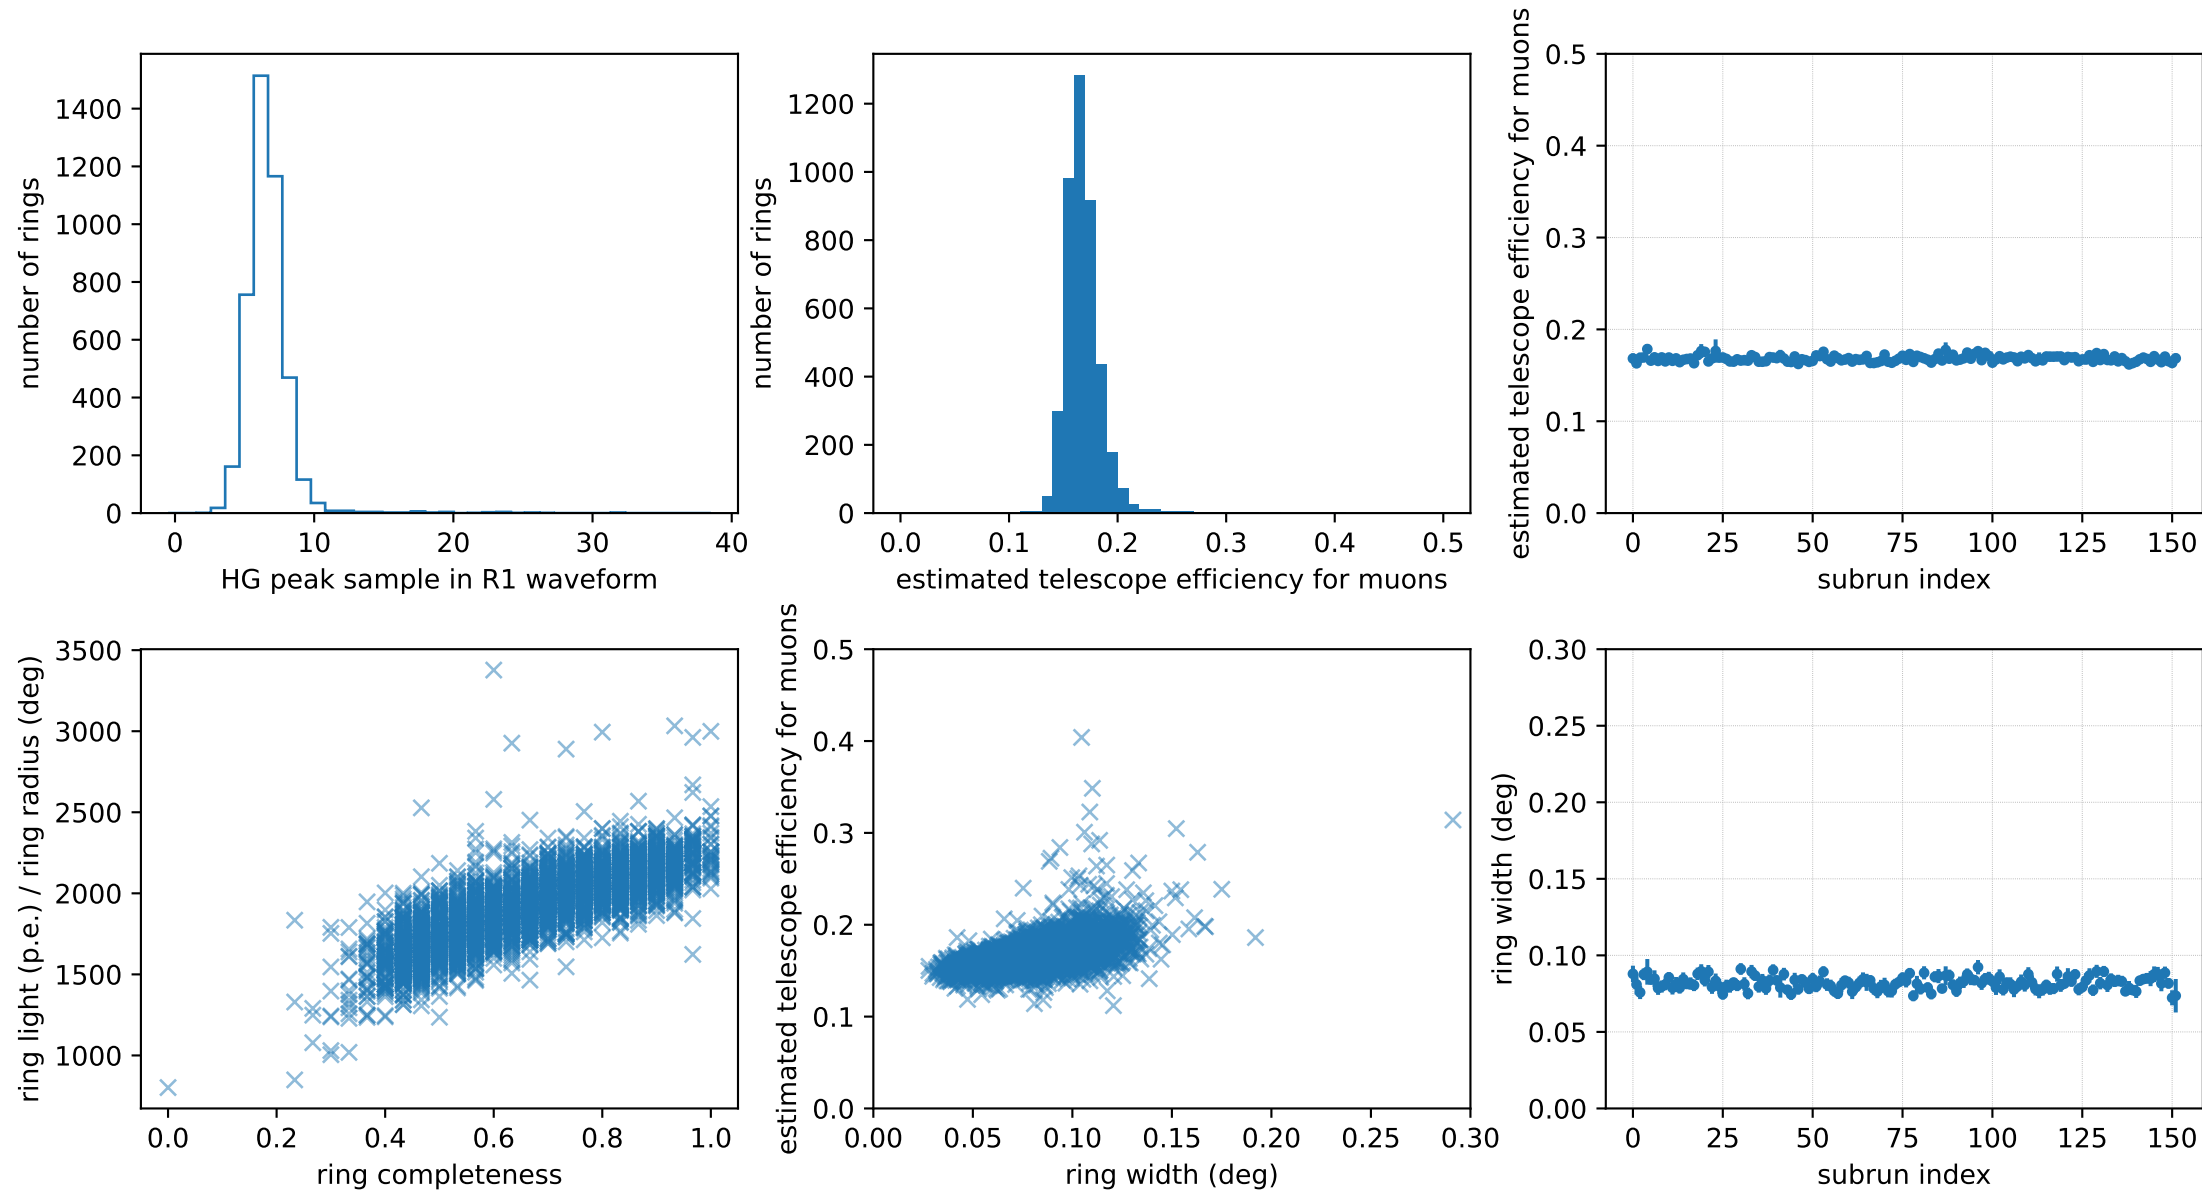 number of rings
1400
1200
1000
800
600
400
200
0
0 10 20 30 40
HG peak sample in R1 waveform
number of rings
1200
1000
800
600
400
200
0
0.0 0.1 0.2 0.3 0.4 0.5
estimated telescope efficiency for muons
estimated telescope efficiency for muons
0.5
0.4
0.3
0.2
0.1
0.0
0 25 50 75 100 125 150
subrun index
ring light (p.e.) / ring radius (deg)
3500
3000
2500
2000
1500
1000
0.0 0.2 0.4 0.6 0.8 1.0
ring completeness
estimated telescope efficiency for muons
0.5
0.4
0.3
0.2
0.1
0.0
0.00 0.05 0.10 0.15 0.20 0.25 0.30
ring width (deg)
ring width (deg)
0.30
0.25
0.20
0.15
0.10
0.05
0.00
0 25 50 75 100 125 150
subrun index